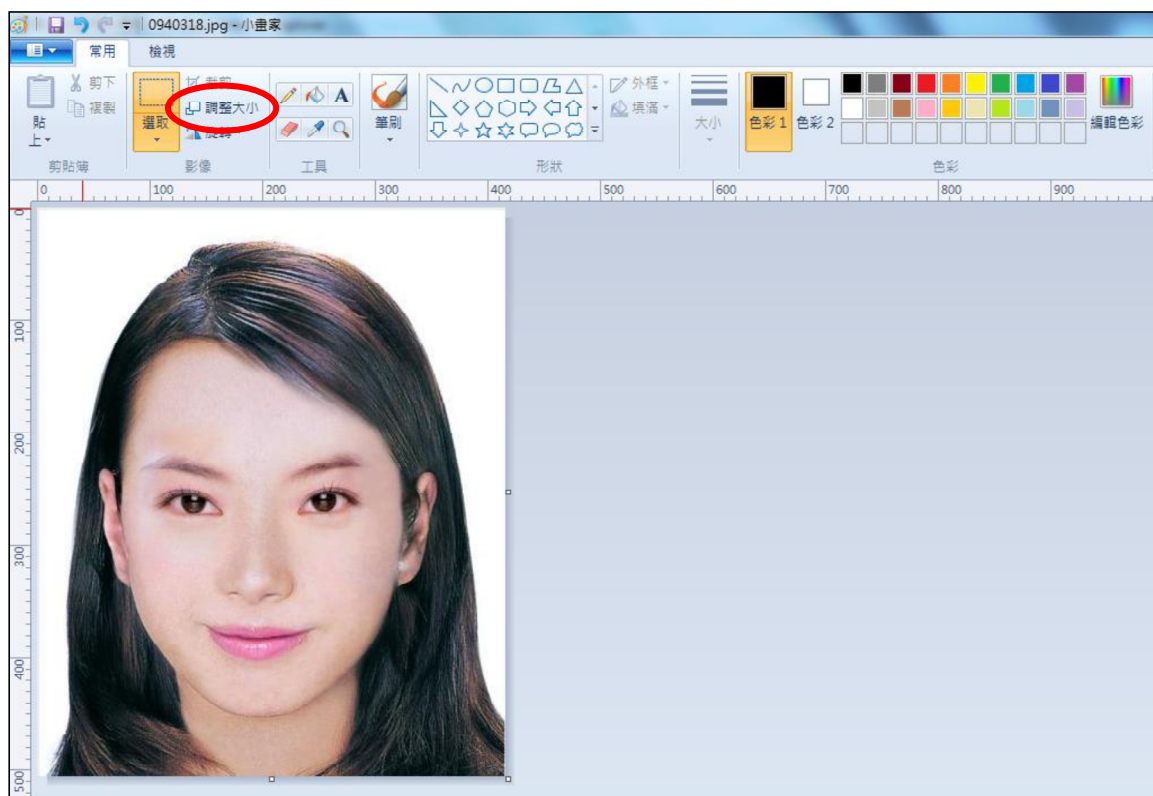 0940318.jpg - 小畫家
常用 檢視
剪下
複製
貼上
剪貼簿
選取
裁剪
調整大小
旋轉
影像
A
工具
筆刷
外框
填滿
形狀
大小
色彩 1
色彩 2
編輯色彩
色彩
0 100 200 300 400 500 600 700 800 900
0
100
200
300
400
500